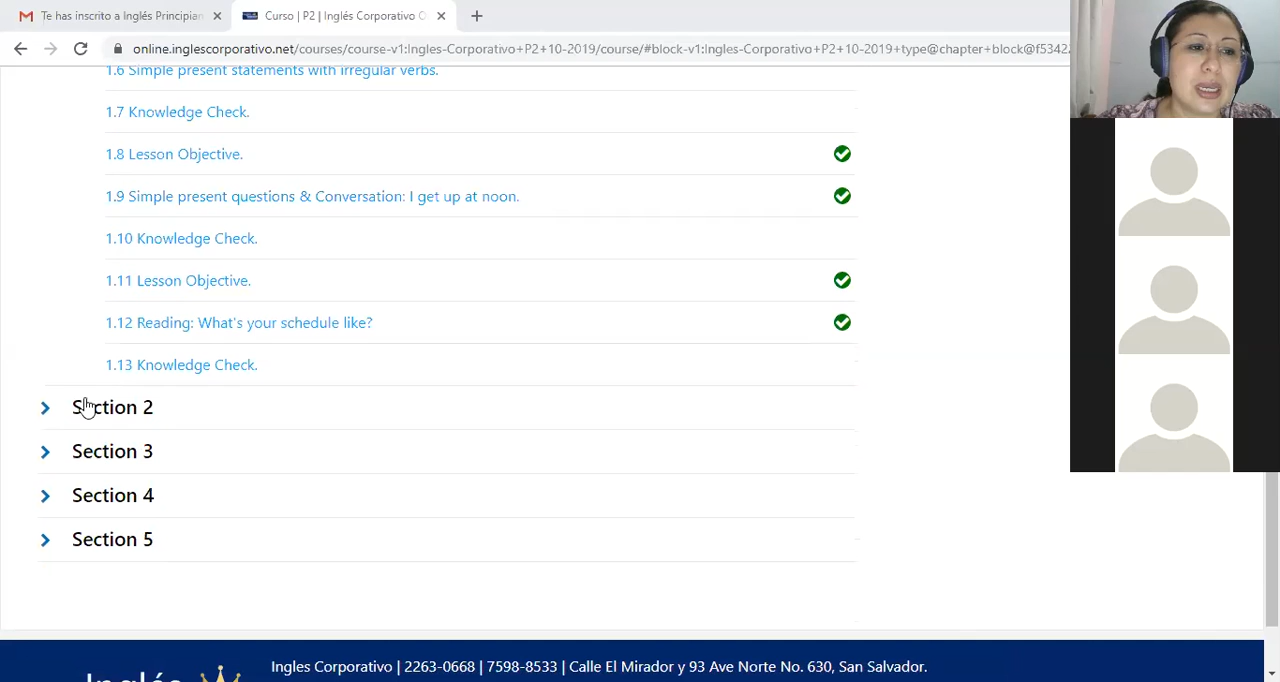 Te has inscrito a Inglés Principian
Curso | P2 | Inglés Corporativo O
online.inglescorporativo.net/courses/course-v1:Ingles-Corporativo+P2+10-2019/course/#block-v1:Ingles-Corporativo+P2+10-2019+type@chapter+block@f5342
1.6 Simple present statements with irregular verbs.
1.7 Knowledge Check.
1.8 Lesson Objective.
1.9 Simple present questions & Conversation: I get up at noon.
1.10 Knowledge Check.
1.11 Lesson Objective.
1.12 Reading: What's your schedule like?
1.13 Knowledge Check.
Section 2
Section 3
Section 4
Section 5
Inglés
Ingles Corporativo | 2263-0668 | 7598-8533 | Calle El Mirador y 93 Ave Norte No. 630, San Salvador.